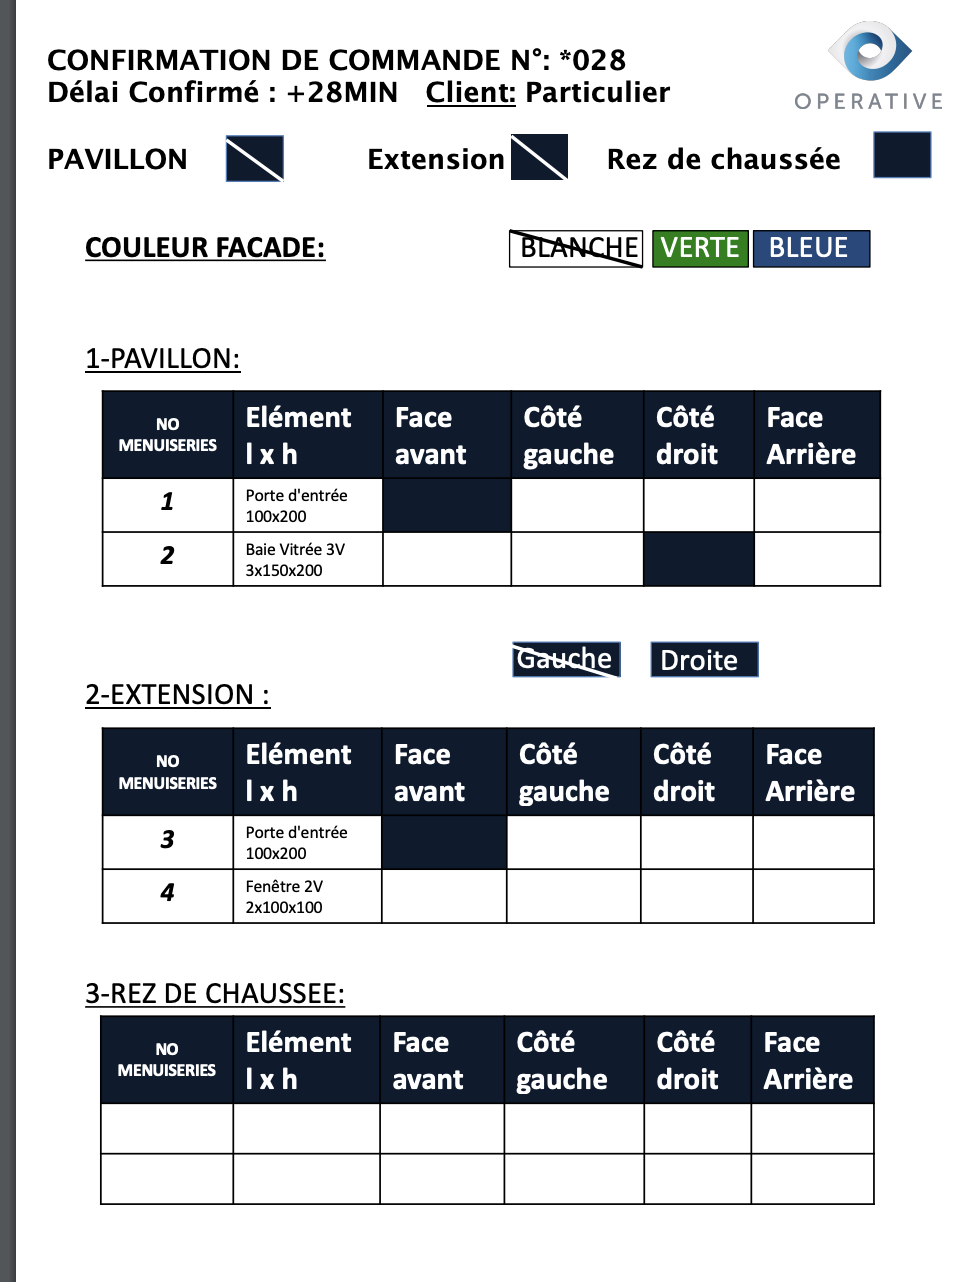 CONFIRMATION DE COMMANDE N°: *028
Délai Confirmé : +28MIN Client: Particulier
OPERATIVE
PAVILLON Extension Rez de chaussée
COULEUR FACADE: BLANCHE VERTE BLEUE
1-PAVILLON:
NO MENUISERIES
Elément l x h
Face avant
Côté gauche
Côté droit
Face Arrière
1
Porte d'entrée
100x200
2
Baie Vitrée 3V
3x150x200
Gauche Droite
2-EXTENSION :
NO MENUISERIES
Elément l x h
Face avant
Côté gauche
Côté droit
Face Arrière
3
Porte d'entrée
100x200
4
Fenêtre 2V
2x100x100
3-REZ DE CHAUSSEE:
NO MENUISERIES
Elément l x h
Face avant
Côté gauche
Côté droit
Face Arrière